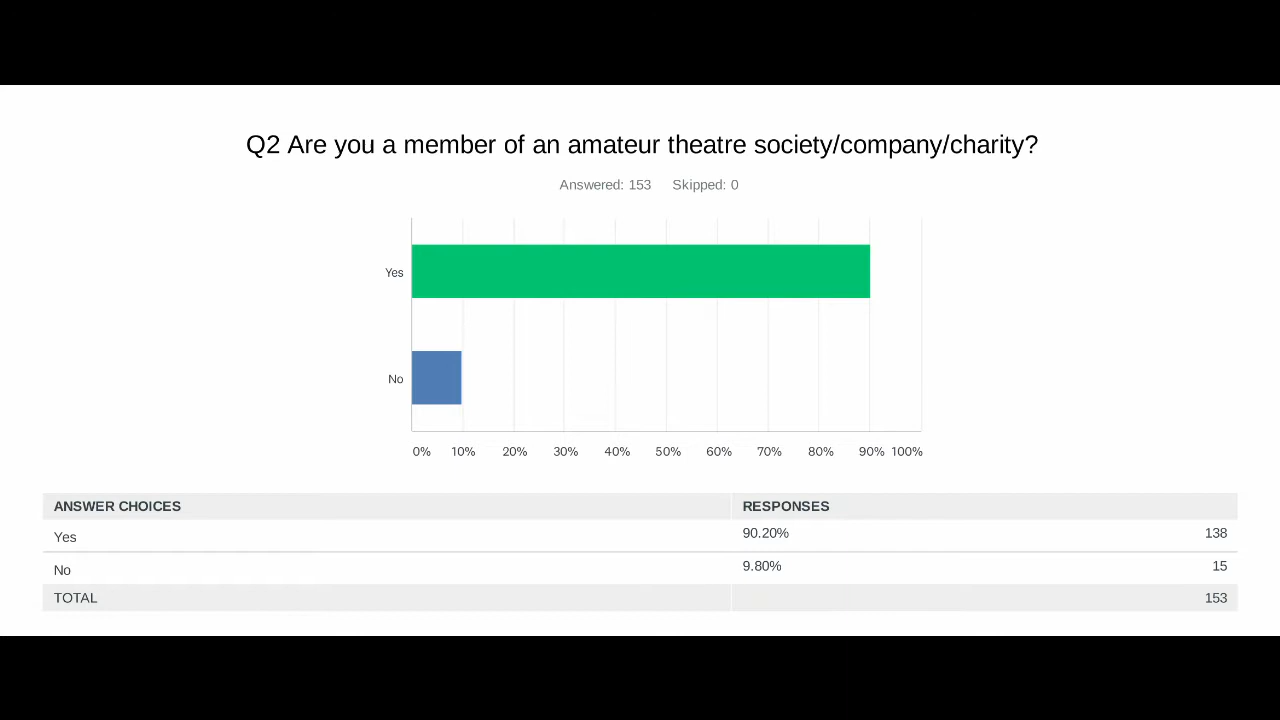 Q2 Are you a member of an amateur theatre society/company/charity?
Answered: 153 Skipped: 0
Yes
No
0% 10% 20% 30% 40% 50% 60% 70% 80% 90% 100%
ANSWER CHOICES RESPONSES
Yes 90.20% 138
No 9.80% 15
TOTAL 153